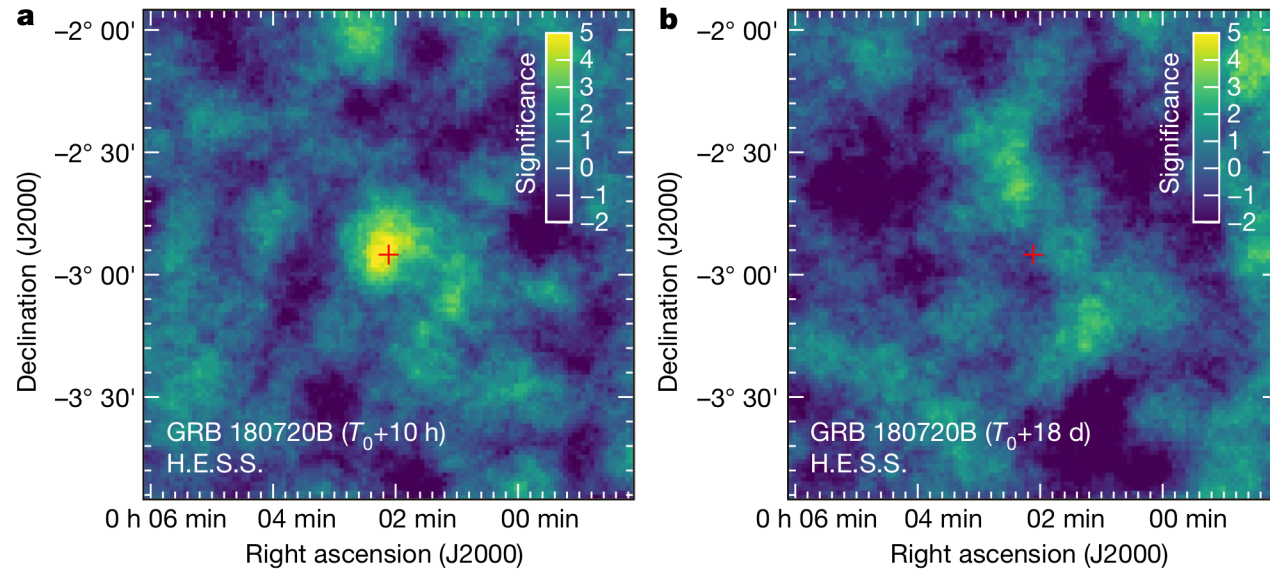 a
−2° 00'
−2° 30'
−3° 00'
−3° 30'
Declination (J2000)
Significance
5
4
3
2
1
0
−1
−2
GRB 180720B (T0+10 h)
H.E.S.S.
0 h 06 min 04 min 02 min 00 min
Right ascension (J2000)
b
−2° 00'
−2° 30'
−3° 00'
−3° 30'
Declination (J2000)
Significance
5
4
3
2
1
0
−1
−2
GRB 180720B (T0+18 d)
H.E.S.S.
0 h 06 min 04 min 02 min 00 min
Right ascension (J2000)